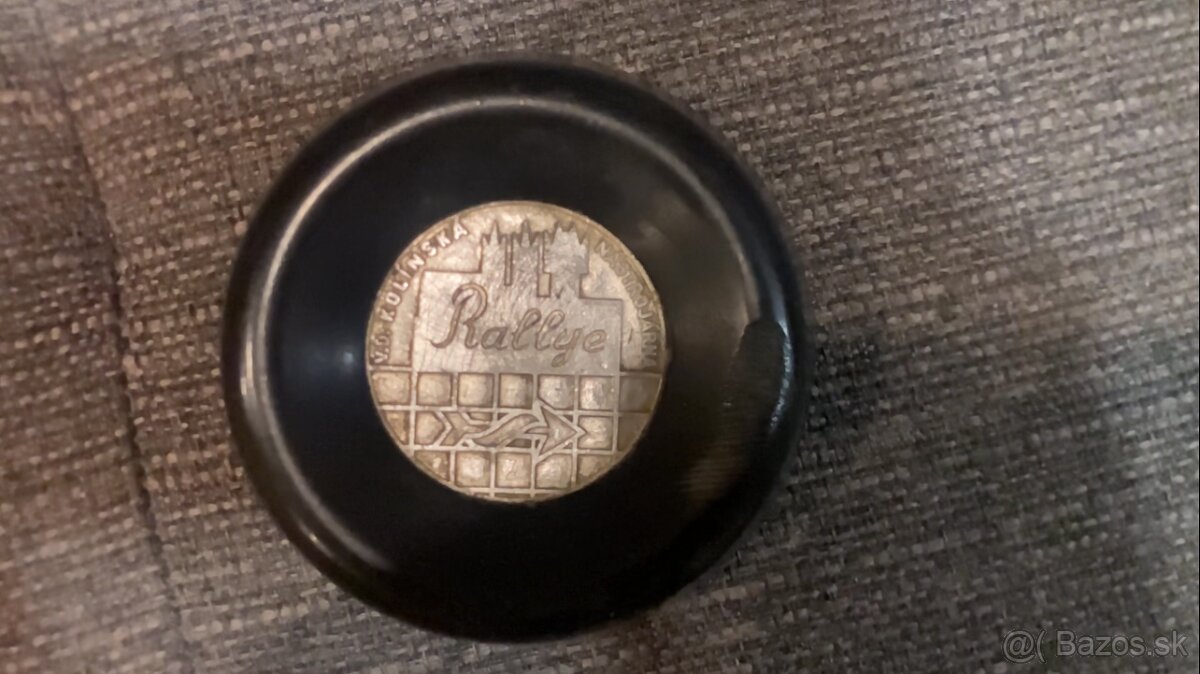 V.D. KOLÍNSKÁ
Rallye
@( Bazos.sk